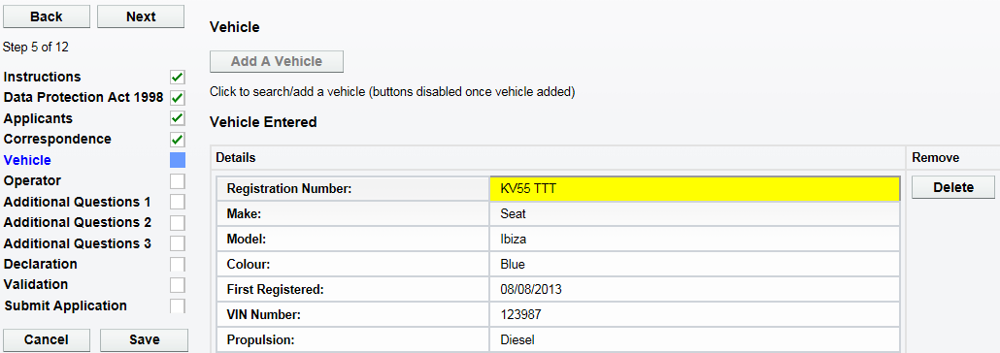 Back Next
Step 5 of 12
Instructions
Data Protection Act 1998
Applicants
Correspondence
Vehicle
Operator
Additional Questions 1
Additional Questions 2
Additional Questions 3
Declaration
Validation
Submit Application
Cancel Save
Vehicle
Add A Vehicle
Click to search/add a vehicle (buttons disabled once vehicle added)
Vehicle Entered
Details Remove
Registration Number: KV55 TTT Delete
Make: Seat
Model: Ibiza
Colour: Blue
First Registered: 08/08/2013
VIN Number: 123987
Propulsion: Diesel